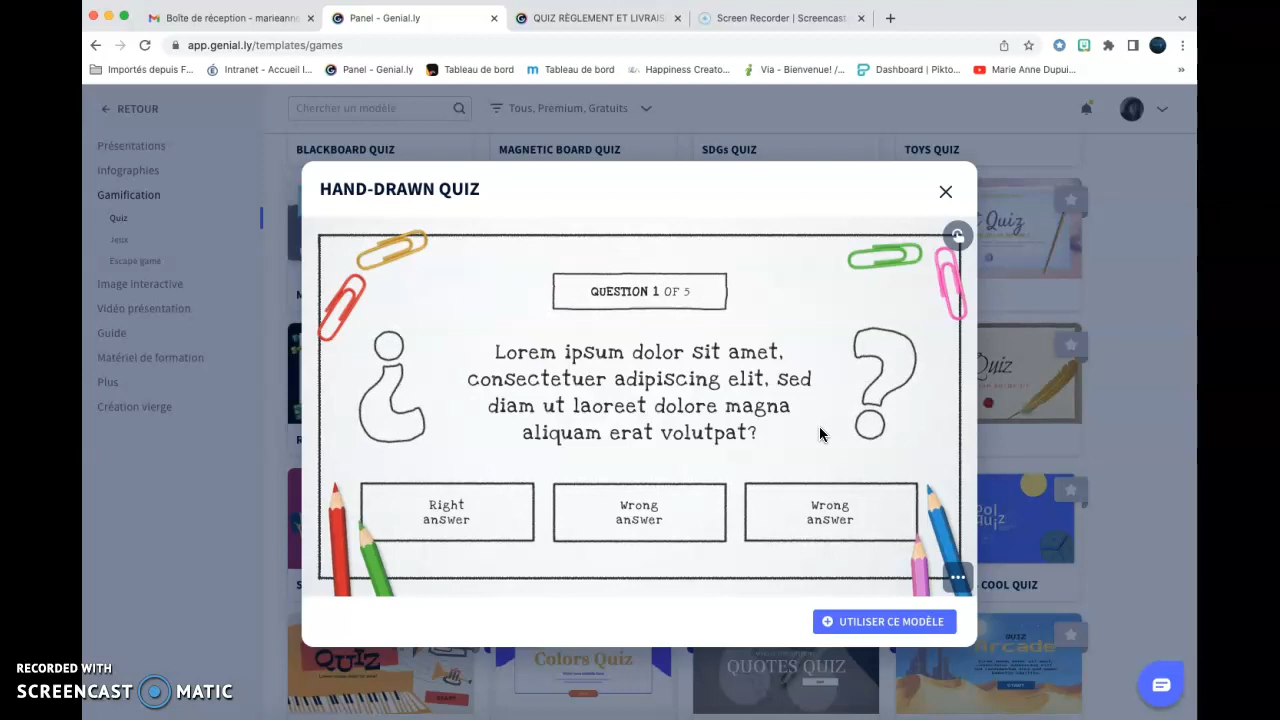 Boîte de réception - marieann
Panel - Genial.ly
QUIZ RÈGLEMENT ET LIVRAIS
Screen Recorder | Screencast
app.genial.ly/templates/games
Importés depuis F...
Intranet - Accueil I...
Panel - Genial.ly
Tableau de bord
Tableau de bord
Happiness Creato...
Via - Bienvenue! /...
Dashboard | Pikto...
Marie Anne Dupui...
RETOUR
Chercher un modèle
Tous, Premium, Gratuits
Présentations
Infographies
Gamification
Quiz
Jeux
Escape game
Image interactive
Vidéo présentation
Guide
Matériel de formation
Plus
Création vierge
BLACKBOARD QUIZ
MAGNETIC BOARD QUIZ
SDGs QUIZ
TOYS QUIZ
HAND-DRAWN QUIZ
QUESTION 1 OF 5
Lorem ipsum dolor sit amet,
consectetuer adipiscing elit, sed
diam ut laoreet dolore magna
aliquam erat volutpat?
Right
answer
Wrong
answer
Wrong
answer
UTILISER CE MODÈLE
Quiz
Quiz
COOL QUIZ
QUIZ
Colors Quiz
QUOTES QUIZ
QUIZ
Arcade
RECORDED WITH
SCREENCAST MATIC